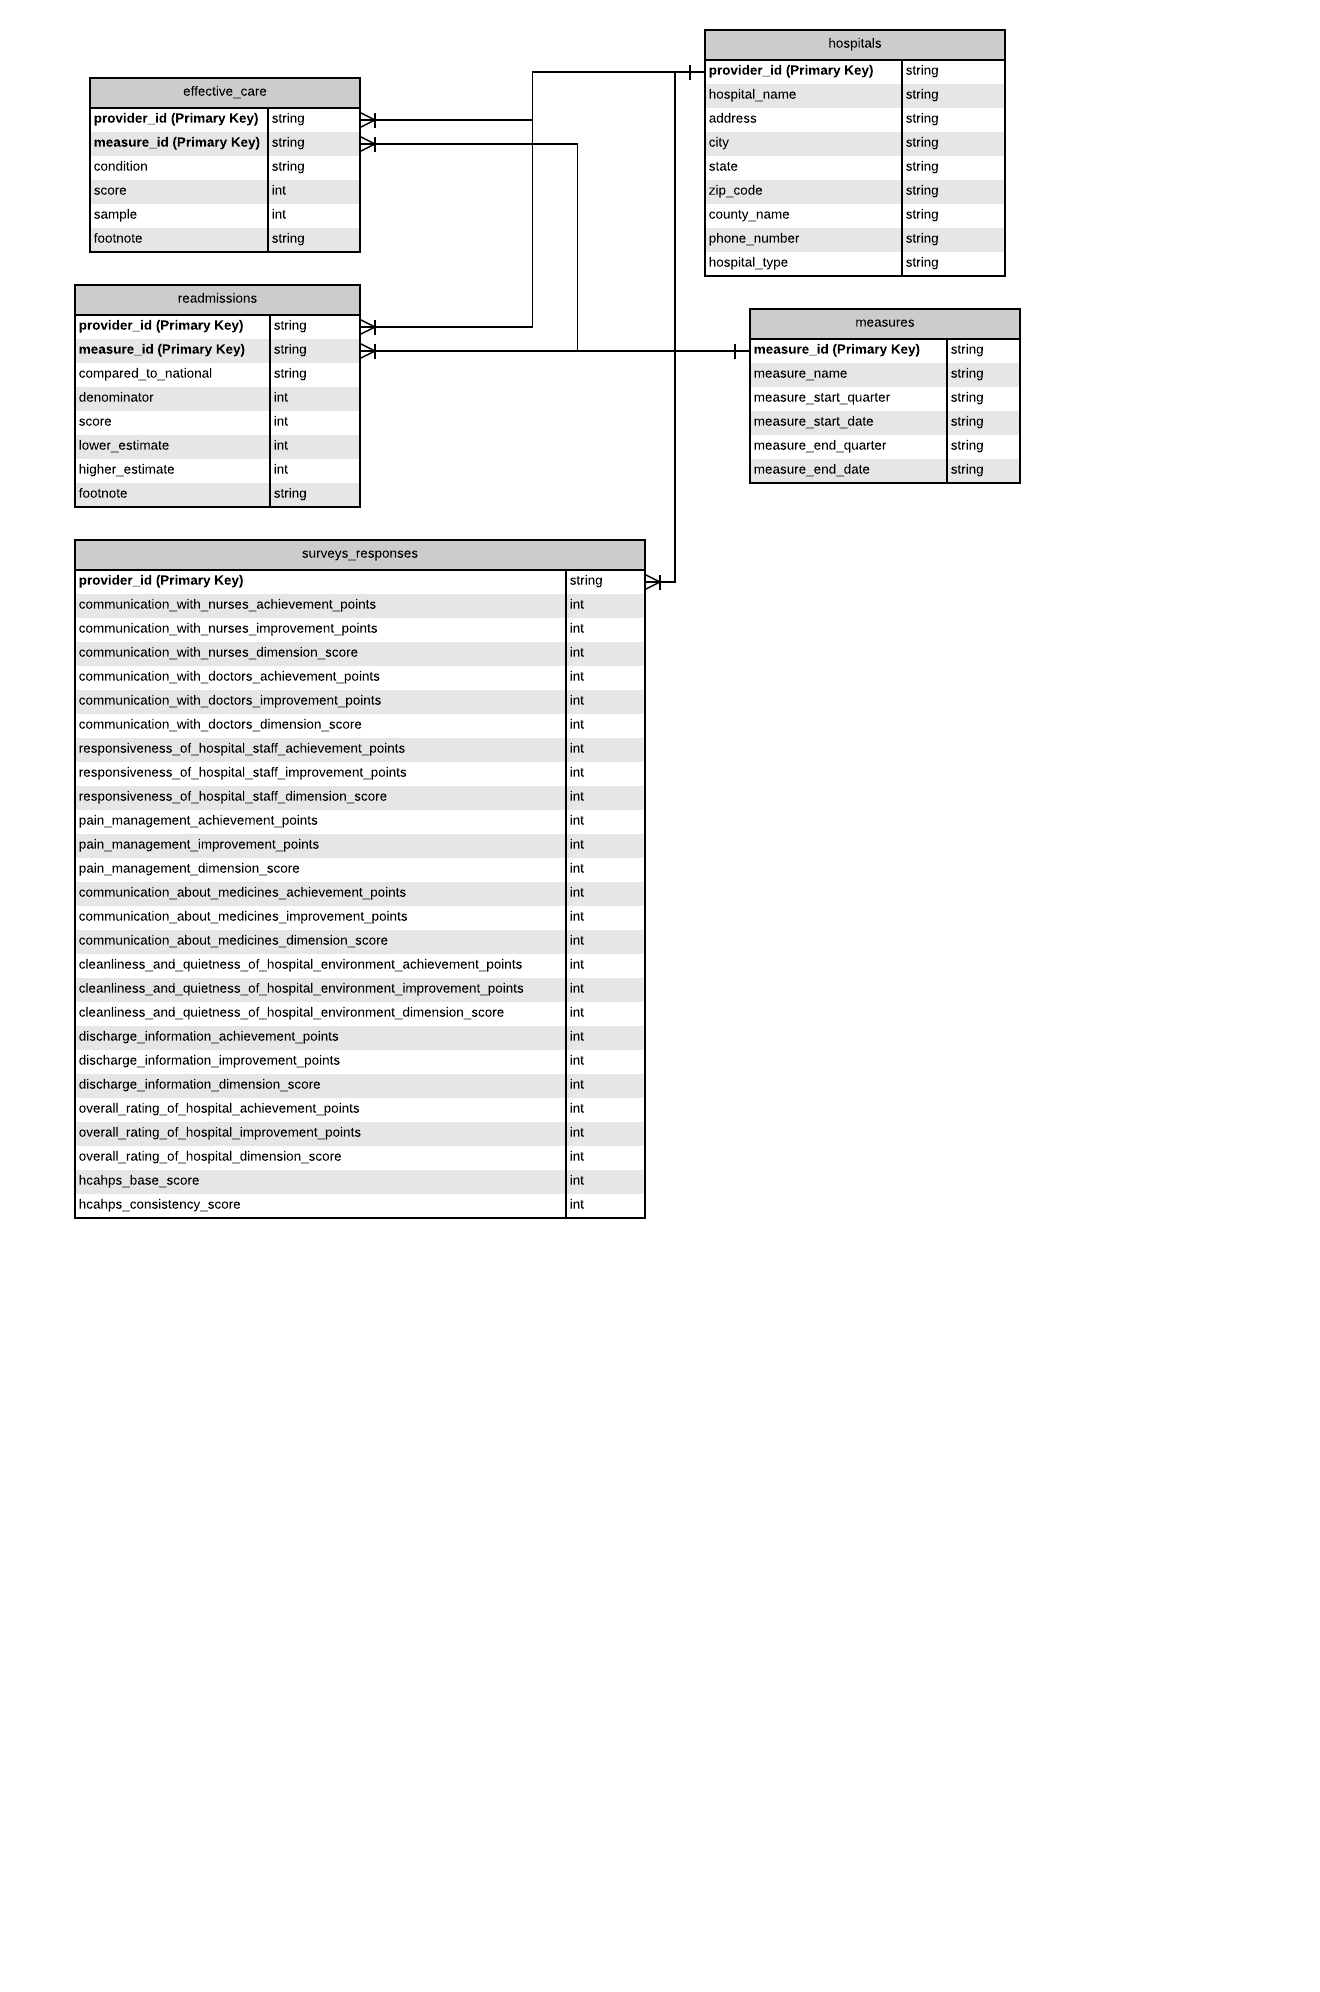 hospitals
provider_id (Primary Key) string
hospital_name string
address string
city string
state string
zip_code string
county_name string
phone_number string
hospital_type string
effective_care
provider_id (Primary Key) string
measure_id (Primary Key) string
condition string
score int
sample int
footnote string
readmissions
provider_id (Primary Key) string
measure_id (Primary Key) string
compared_to_national string
denominator int
score int
lower_estimate int
higher_estimate int
footnote string
measures
measure_id (Primary Key) string
measure_name string
measure_start_quarter string
measure_start_date string
measure_end_quarter string
measure_end_date string
surveys_responses
provider_id (Primary Key) string
communication_with_nurses_achievement_points int
communication_with_nurses_improvement_points int
communication_with_nurses_dimension_score int
communication_with_doctors_achievement_points int
communication_with_doctors_improvement_points int
communication_with_doctors_dimension_score int
responsiveness_of_hospital_staff_achievement_points int
responsiveness_of_hospital_staff_improvement_points int
responsiveness_of_hospital_staff_dimension_score int
pain_management_achievement_points int
pain_management_improvement_points int
pain_management_dimension_score int
communication_about_medicines_achievement_points int
communication_about_medicines_improvement_points int
communication_about_medicines_dimension_score int
cleanliness_and_quietness_of_hospital_environment_achievement_points int
cleanliness_and_quietness_of_hospital_environment_improvement_points int
cleanliness_and_quietness_of_hospital_environment_dimension_score int
discharge_information_achievement_points int
discharge_information_improvement_points int
discharge_information_dimension_score int
overall_rating_of_hospital_achievement_points int
overall_rating_of_hospital_improvement_points int
overall_rating_of_hospital_dimension_score int
hcahps_base_score int
hcahps_consistency_score int